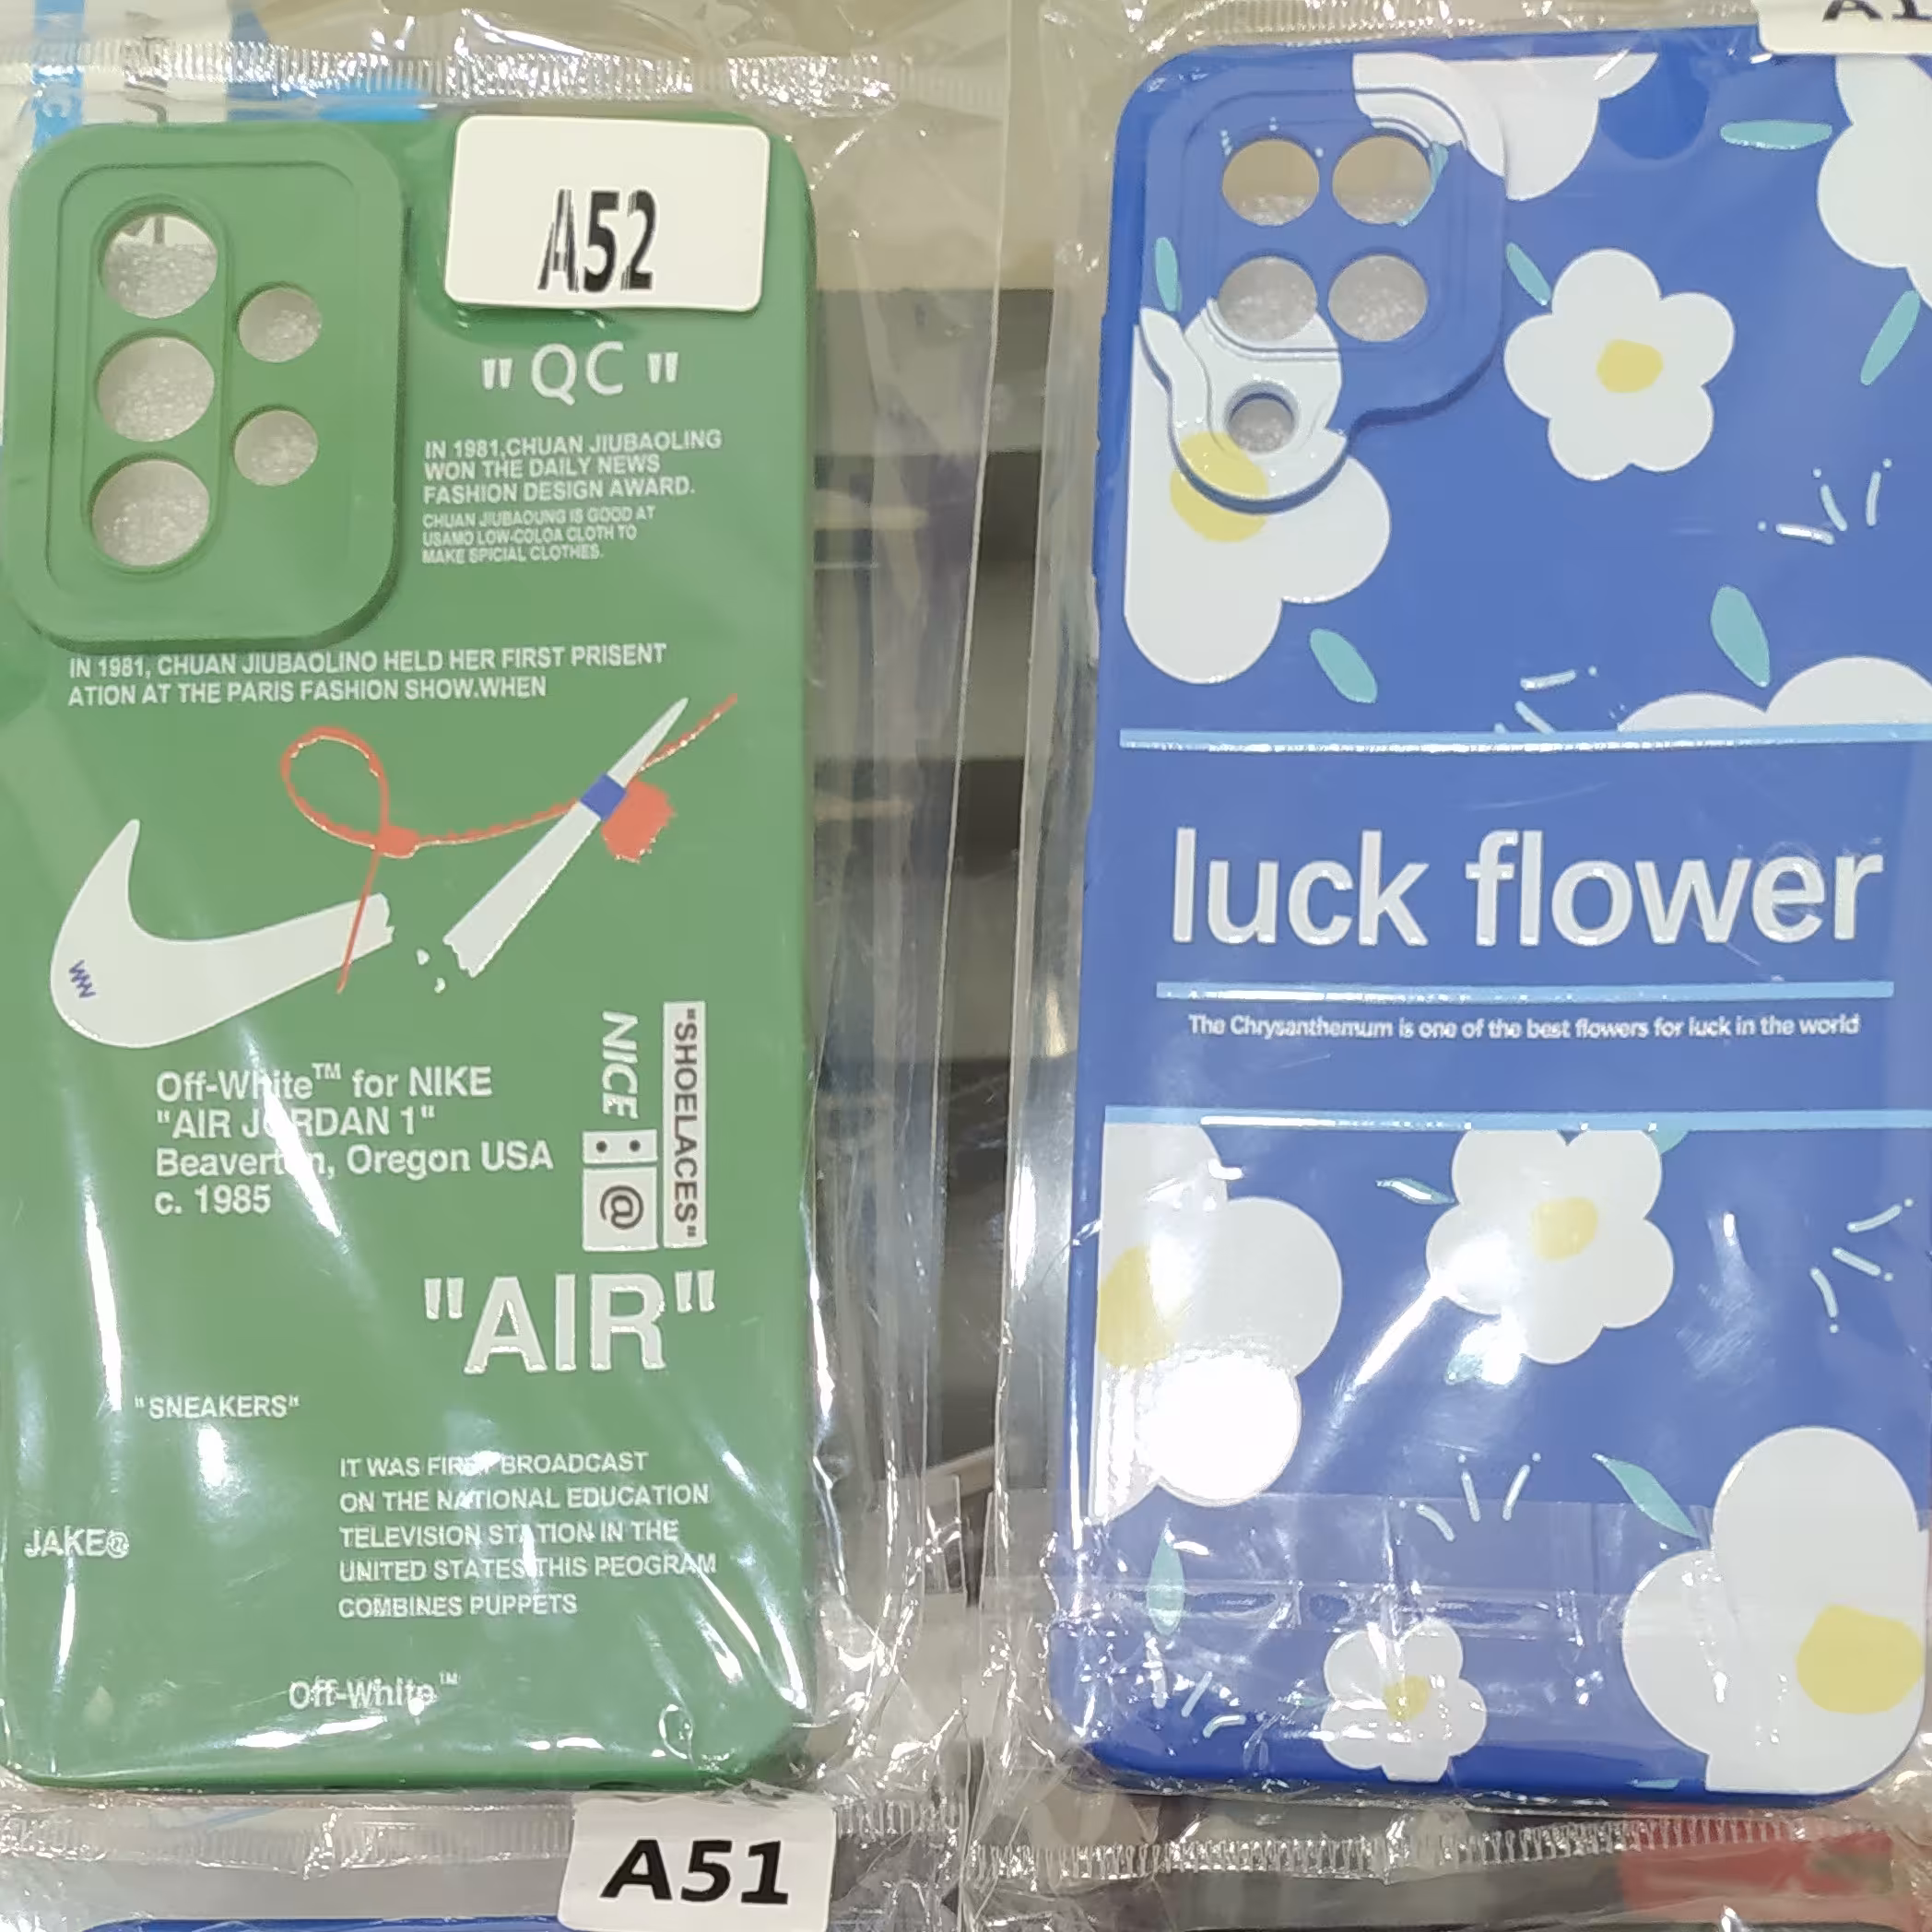 A52
" QC "
IN 1981,CHUAN JIUBAOLING
WON THE DAILY NEWS
FASHION DESIGN AWARD.
CHUAN JIUBAOUNG IS GOOD AT
USAMO LOW-COLOA CLOTH TO
MAKE SPICIAL CLOTHES.
IN 1981, CHUAN JIUBAOLINO HELD HER FIRST PRISENT
ATION AT THE PARIS FASHION SHOW.WHEN
Off-White™ for NIKE
"AIR JORDAN 1"
Beaverton, Oregon USA
c. 1985
NICE : @
"SHOELACES"
"AIR"
"SNEAKERS"
IT WAS FIRST BROADCAST
ON THE NATIONAL EDUCATION
TELEVISION STATION IN THE
UNITED STATES THIS PEOGRAM
COMBINES PUPPETS
JAKE®
Off-White™
A51
luck flower
The Chrysanthemum is one of the best flowers for luck in the world